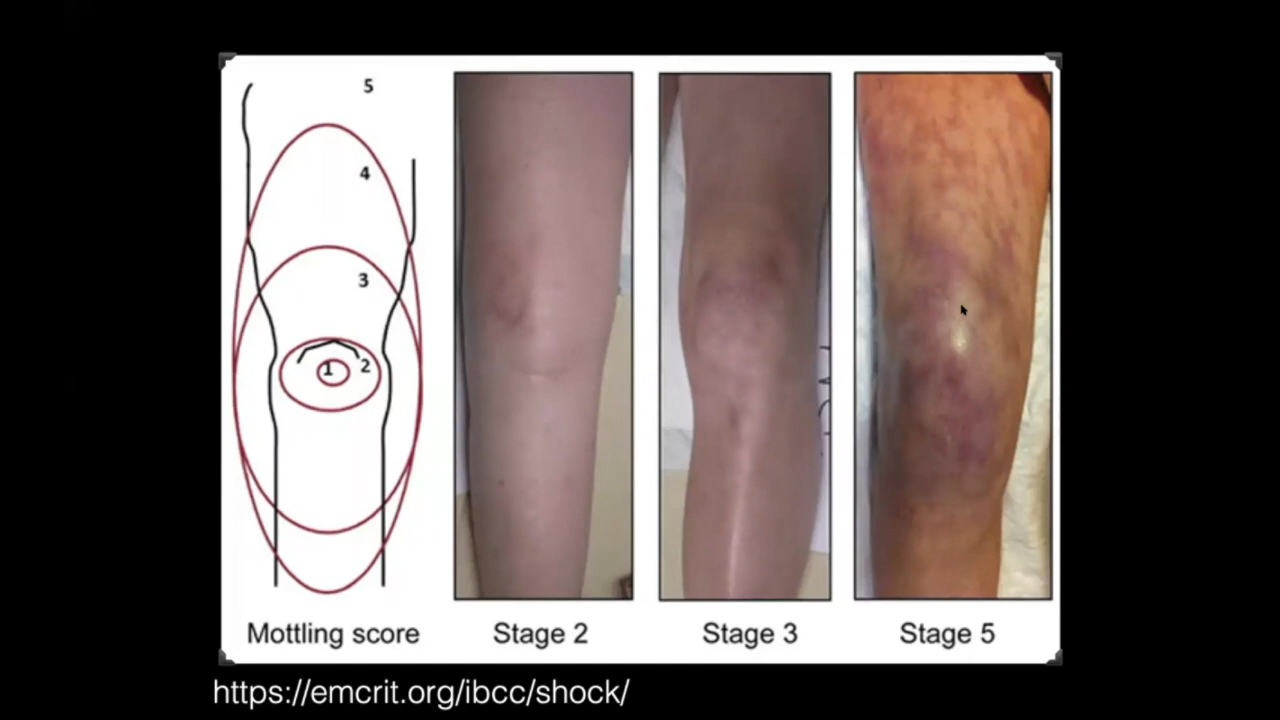 5
4
3
1 2
Mottling score
Stage 2
Stage 3
Stage 5
https://emcrit.org/ibcc/shock/